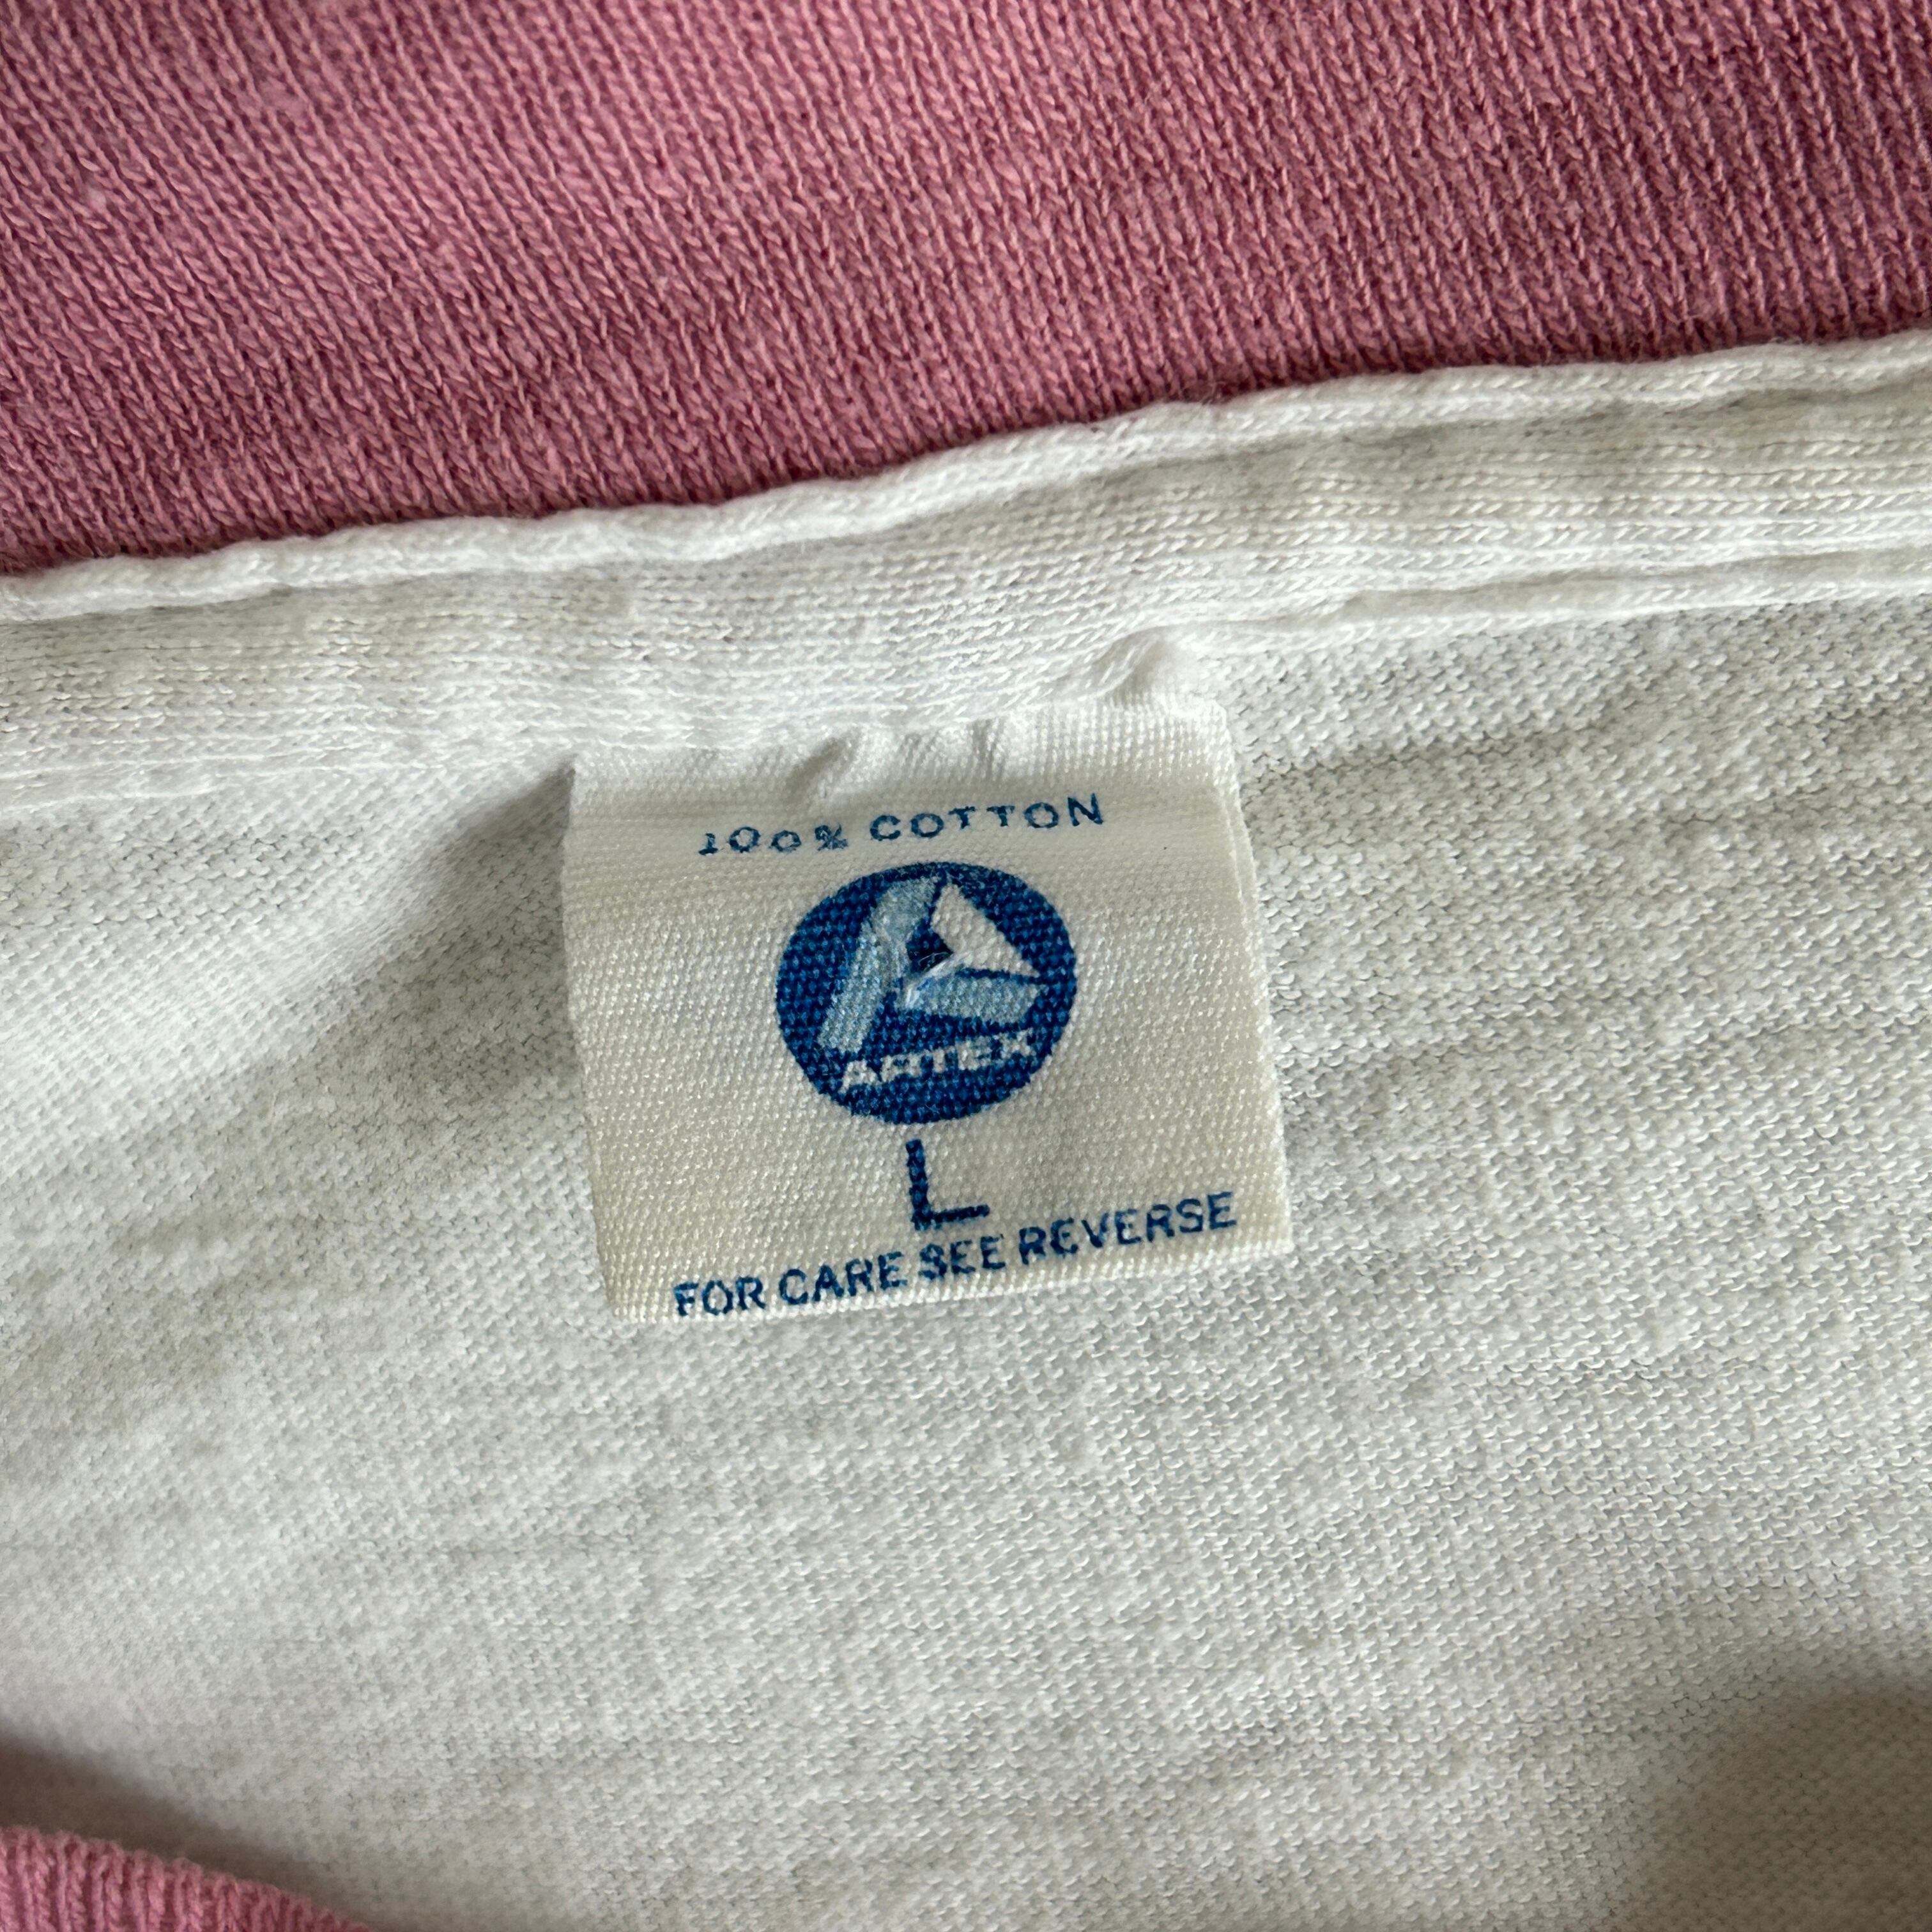 100% COTTON
ARTEX
L
FOR CARE SEE REVERSE